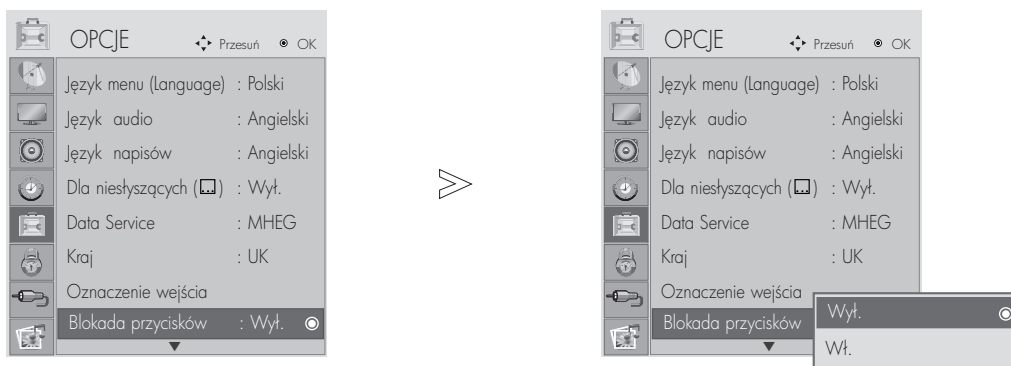 OPCJE Przesuń OK
Język menu (Language) : Polski
Język audio : Angielski
Język napisów : Angielski
Dla niesłyszących ( ) : Wył.
Data Service : MHEG
Kraj : UK
Oznaczenie wejścia
Blokada przycisków : Wył.
OPCJE Przesuń OK
Język menu (Language) : Polski
Język audio : Angielski
Język napisów : Angielski
Dla niesłyszących ( ) : Wył.
Data Service : MHEG
Kraj : UK
Oznaczenie wejścia
Blokada przycisków
Wył.
Wł.